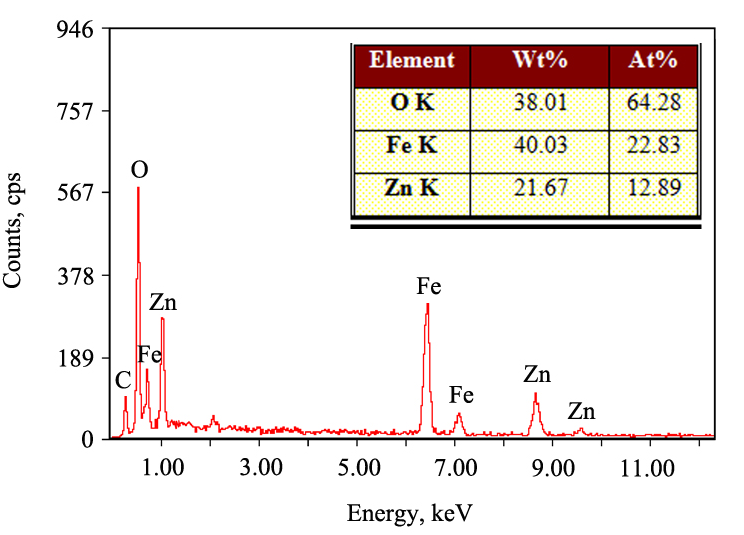 946
757
567
378
189
0
Counts, cps
Element Wt% At%
O K 38.01 64.28
Fe K 40.03 22.83
Zn K 21.67 12.89
O
Zn
Fe
C
Fe
Fe
Zn
Zn
1.00 3.00 5.00 7.00 9.00 11.00
Energy, keV